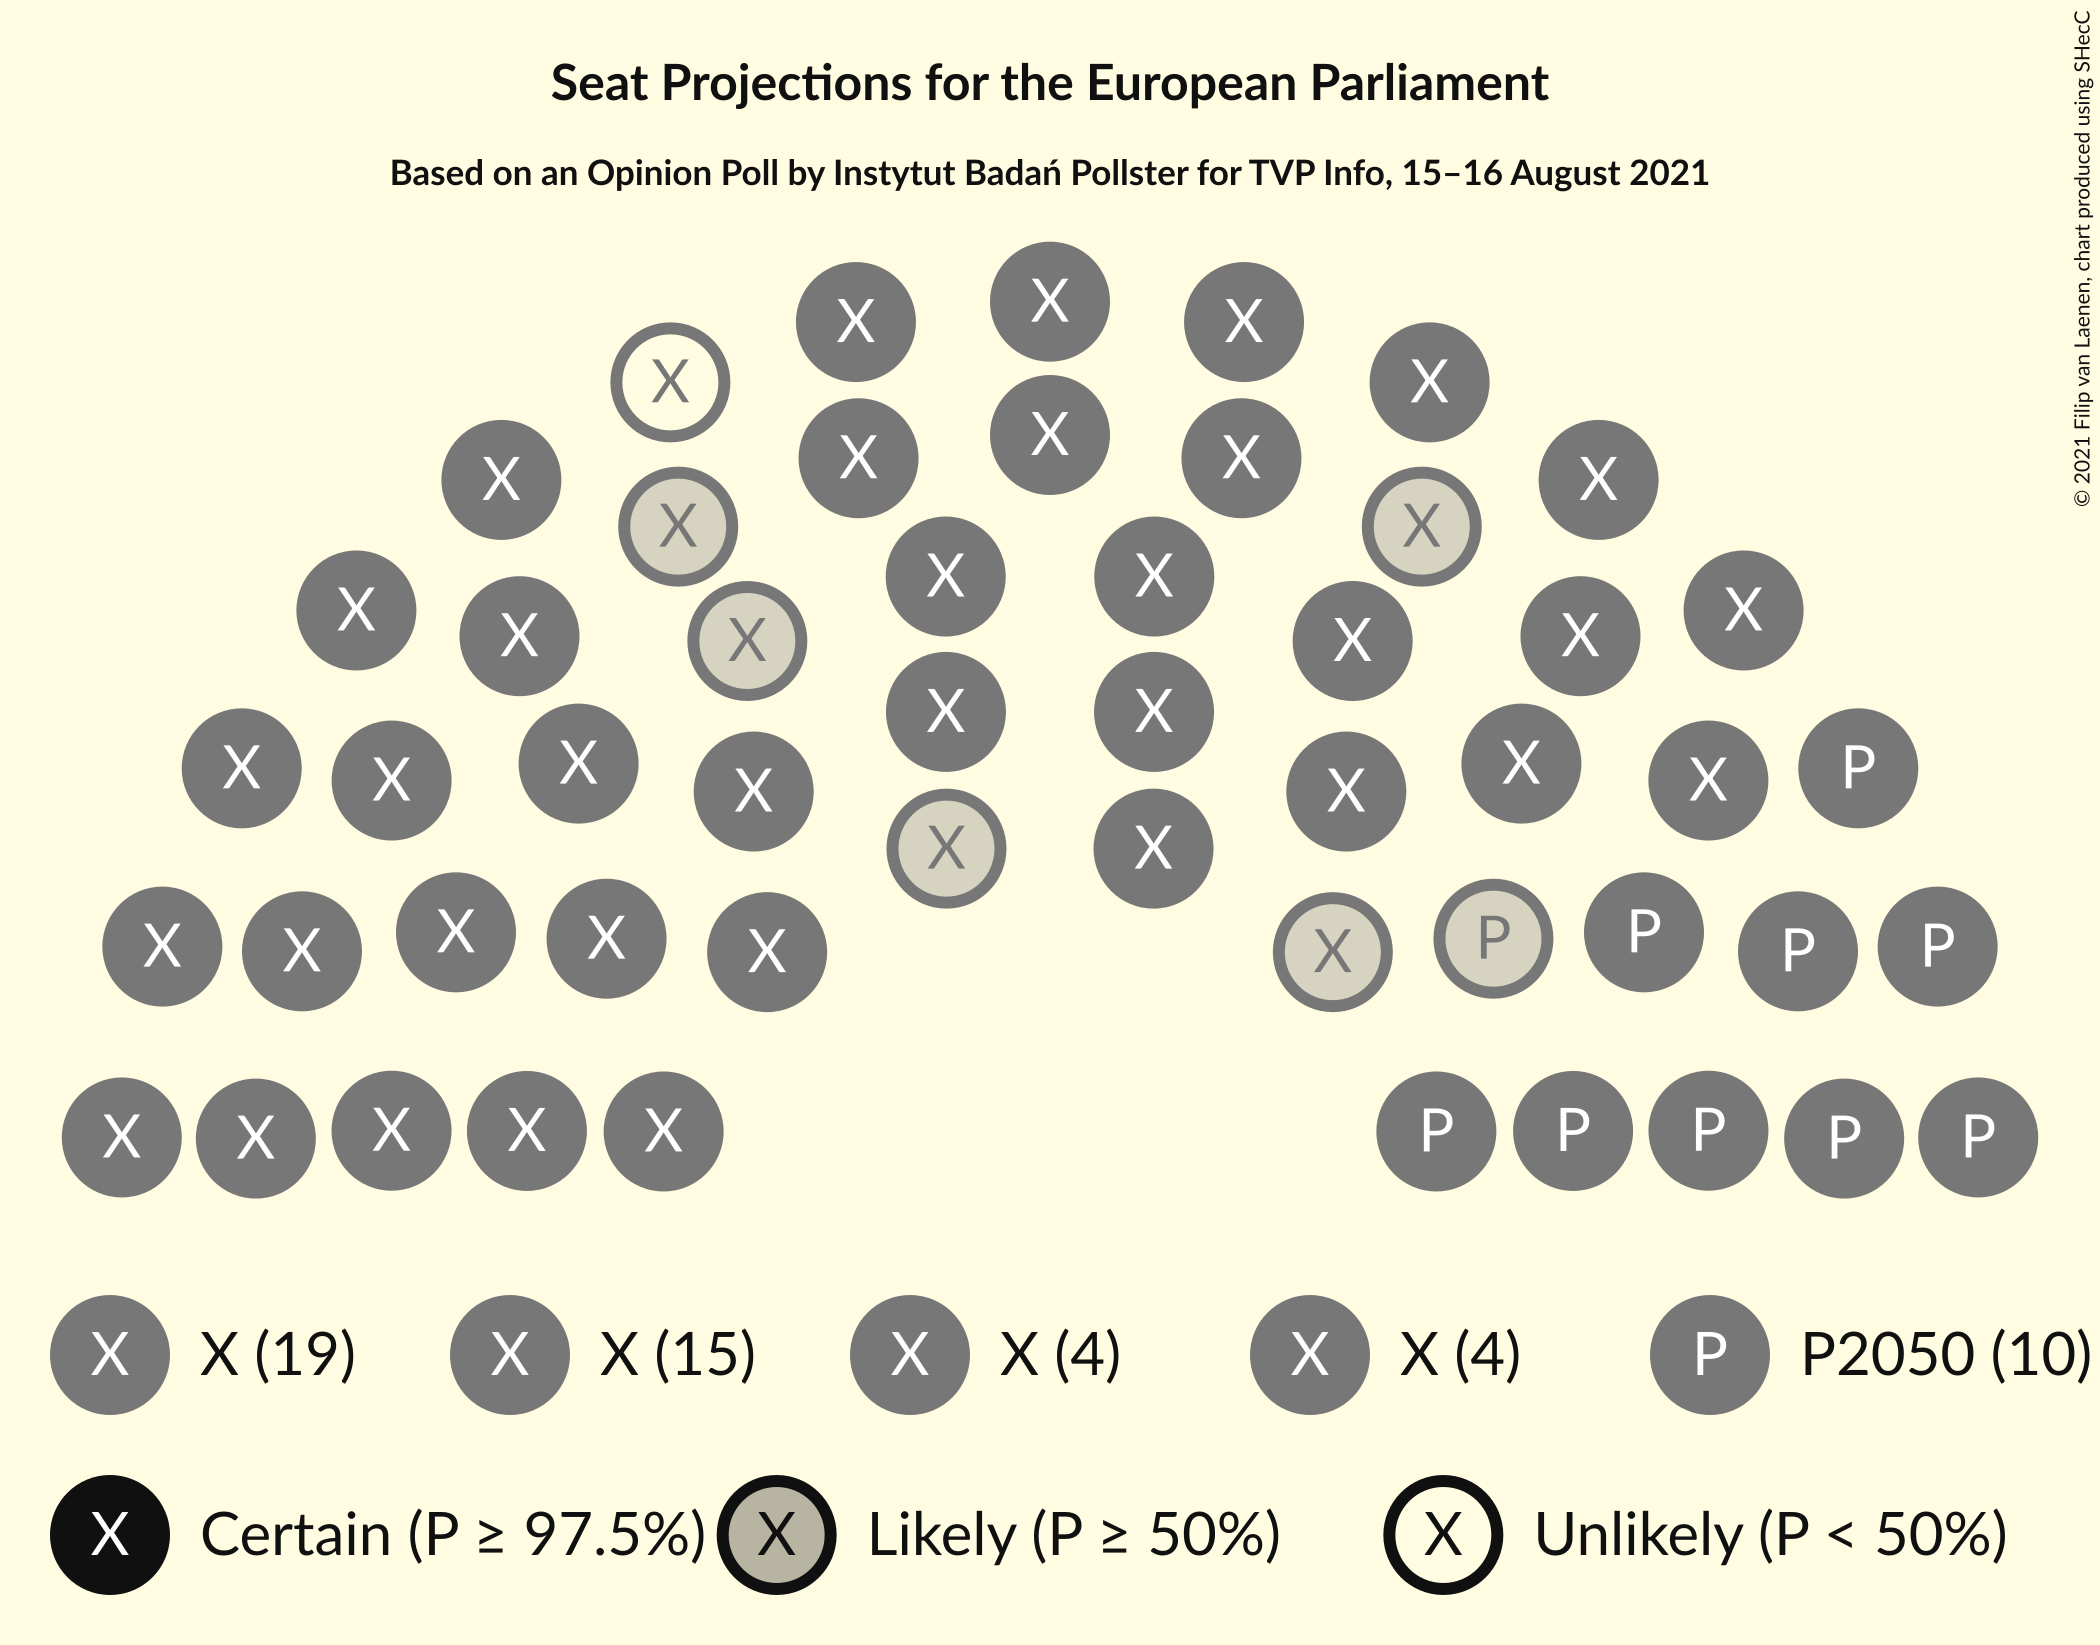 Seat Projections for the European Parliament
Based on an Opinion Poll by Instytut Badań Pollster for TVP Info, 15–16 August 2021
© 2021 Filip van Laenen, chart produced using SHecC
X
X X
X X
X
X X X
X X
X X
X X
X X
X X
X X
X X
X X
X X P
X X
X X
X X
X X X P P
X X P P
X X
X X X X X P P P P P
X X (19) X X (15) X X (4) X X (4) P P2050 (10)
X Certain (P ≥ 97.5%) X Likely (P ≥ 50%) X Unlikely (P < 50%)